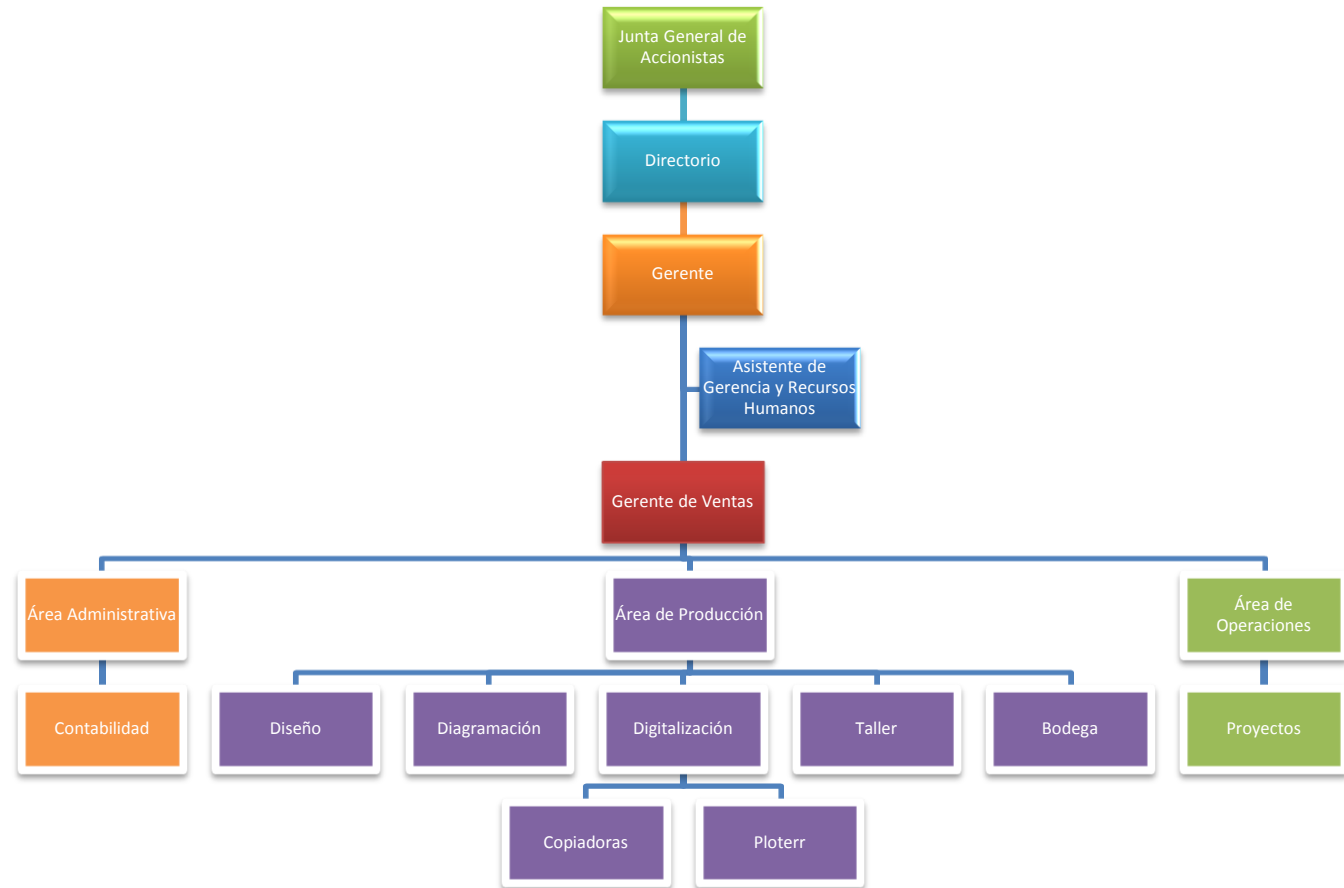 Junta General de
Accionistas
Directorio
Gerente
Asistente de
Gerencia y Recursos
Humanos
Gerente de Ventas
Área Administrativa
Área de Producción
Área de
Operaciones
Contabilidad
Diseño
Diagramación
Digitalización
Taller
Bodega
Proyectos
Copiadoras
Ploterr